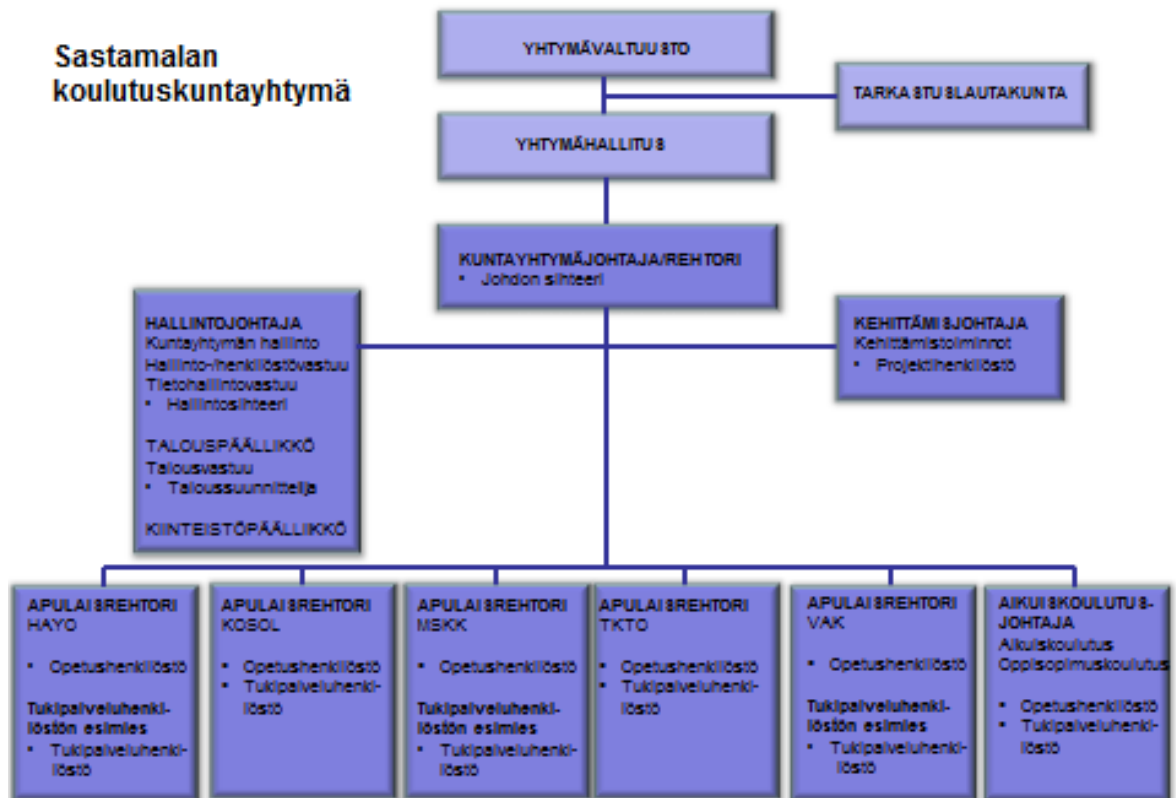 Sastamalan
koulutuskuntayhtymä
YHTYMÄVALTUUSTO
TARKASTUSLAUTAKUNTA
YHTYMÄHALLITUS
KUNTAYHTYMÄJOHTAJA/REHTORI
▪ Johdon sihteeri
HALLINTOJOHTAJA
Kuntayhtymän hallinto
Hallinto-/henkilöstövastuu
Tietohallintovastuu
▪ Hallintosihteeri
TALOUSPÄÄLLIKKÖ
Talousvastuu
▪ Taloussuunnittelija
KIINTEISTÖPÄÄLLIKKÖ
KEHITTÄMISJOHTAJA
Kehittämistoiminnot
▪ Projektihenkilöstö
APULAISREHTORI
HAYO
▪ Opetushenkilöstö
Tukipalveluhenki-
löstön esimies
▪ Tukipalveluhenki-
löstö
APULAISREHTORI
KOSOL
▪ Opetushenkilöstö
▪ Tukipalveluhenki-
löstö
APULAISREHTORI
MSKK
▪ Opetushenkilöstö
Tukipalveluhenki-
löstön esimies
▪ Tukipalveluhenki-
löstö
APULAISREHTORI
TKTO
▪ Opetushenkilöstö
▪ Tukipalveluhenki-
löstö
APULAISREHTORI
VAK
▪ Opetushenkilöstö
Tukipalveluhenki-
löstön esimies
▪ Tukipalveluhenki-
löstö
AIKUISKOULUTUS-
JOHTAJA
Aikuiskoulutus
Oppisopimuskoulutus
▪ Opetushenkilöstö
▪ Tukipalveluhenki-
löstö